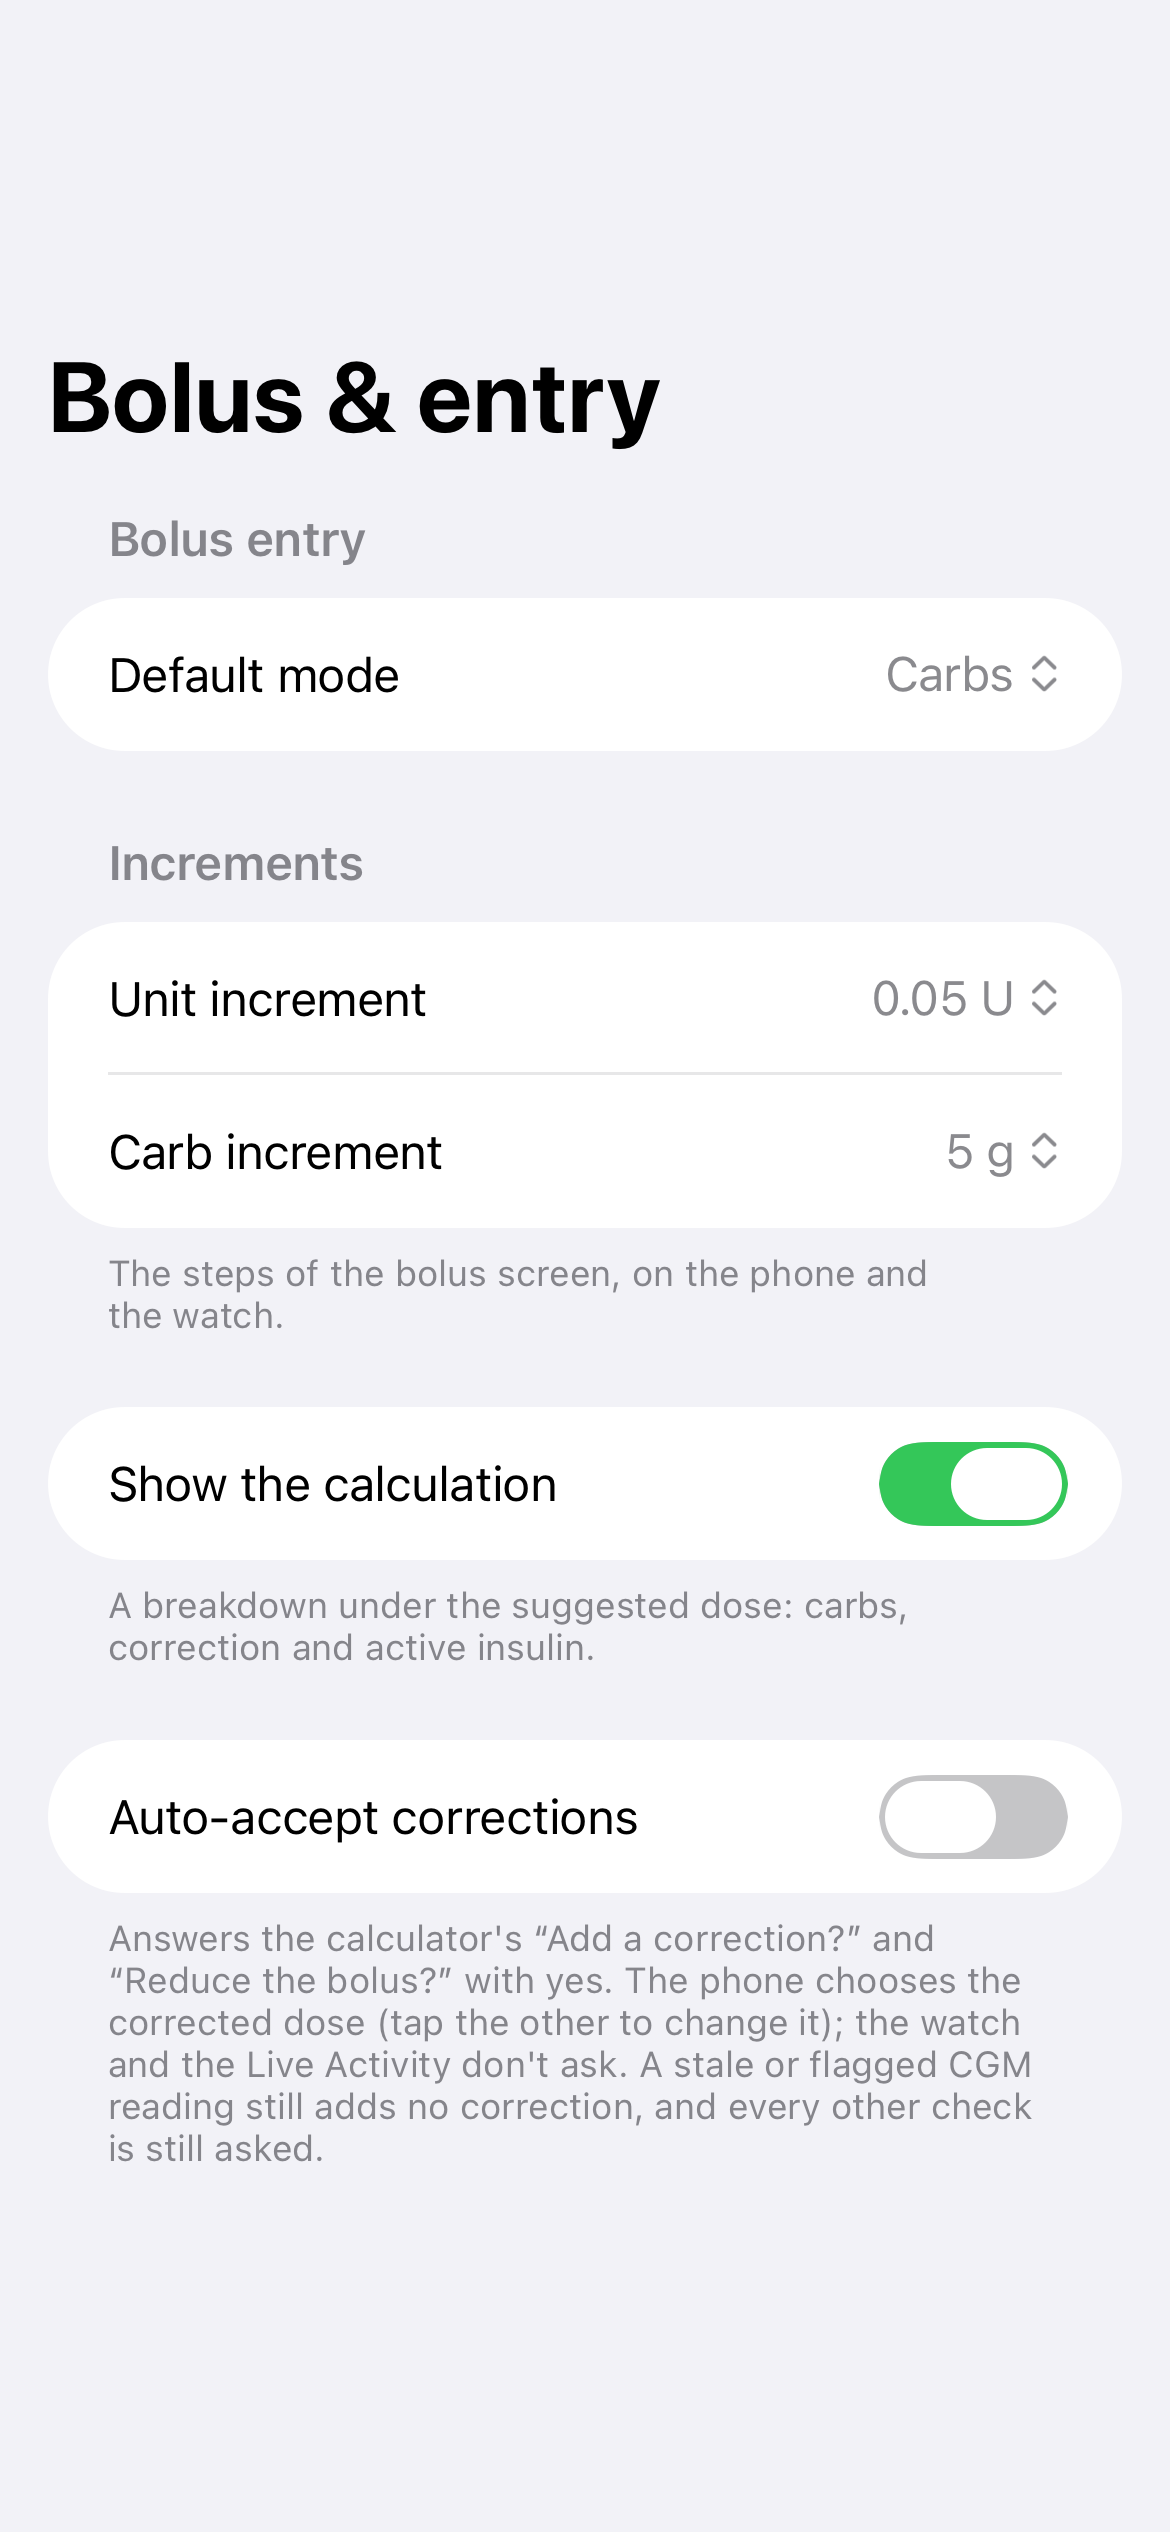 Bolus & entry
Bolus entry
Default mode
Carbs
Increments
Unit increment
0.05 U
Carb increment
5 g
The steps of the bolus screen, on the phone and
the watch.
Show the calculation
A breakdown under the suggested dose: carbs,
correction and active insulin.
Auto-accept corrections
Answers the calculator's “Add a correction?” and
“Reduce the bolus?” with yes. The phone chooses the
corrected dose (tap the other to change it); the watch
and the Live Activity don't ask. A stale or flagged CGM
reading still adds no correction, and every other check
is still asked.